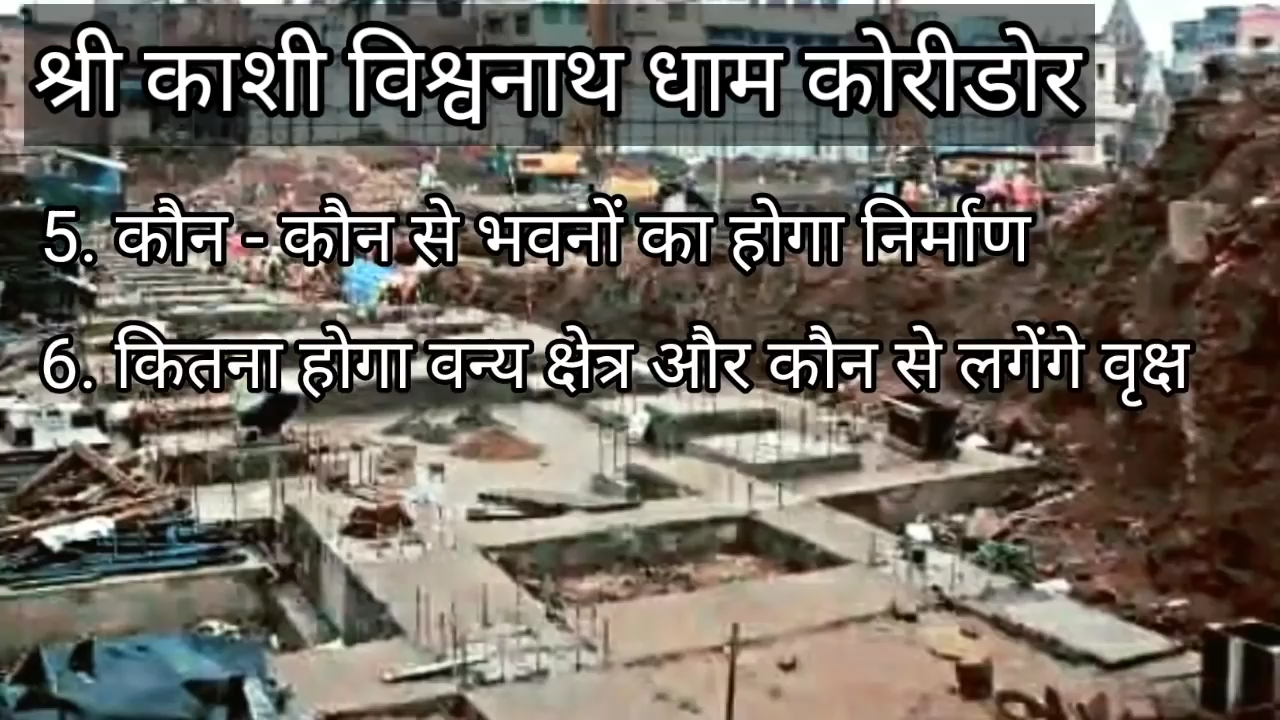 श्री काशी विश्वनाथ धाम कोरीडोर
5. कौन - कौन से भवनों का होगा निर्माण
6. कितना होगा वन्य क्षेत्र और कौन से लगेंगे वृक्ष